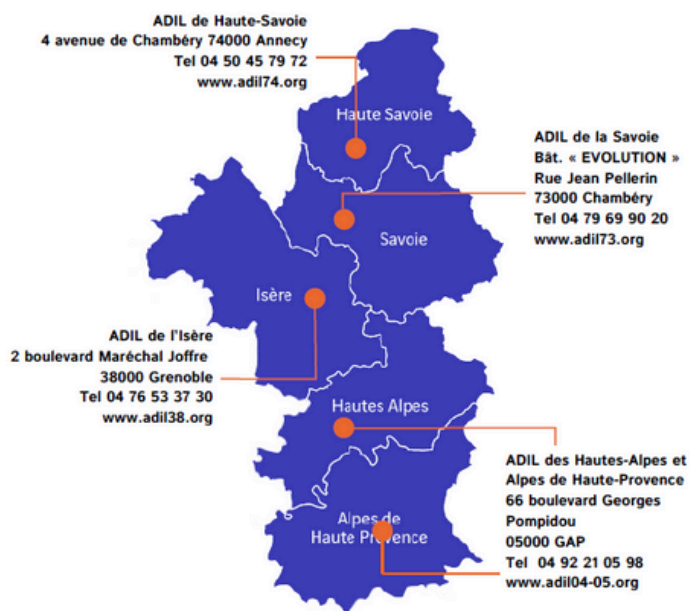 ADIL de Haute-Savoie
4 avenue de Chambéry 74000 Annecy
Tel 04 50 45 79 72
www.adil74.org
Haute Savoie
ADIL de la Savoie
Bât. « EVOLUTION »
Rue Jean Pellerin
73000 Chambéry
Tel 04 79 69 90 20
www.adil73.org
Savoie
Isère
ADIL de l'Isère
2 boulevard Maréchal Joffre
38000 Grenoble
Tel 04 76 53 37 30
www.adil38.org
Hautes Alpes
ADIL des Hautes-Alpes et
Alpes de Haute-Provence
66 boulevard Georges
Pompidou
05000 GAP
Tel 04 92 21 05 98
www.adil04-05.org
Alpes de
Haute Provence